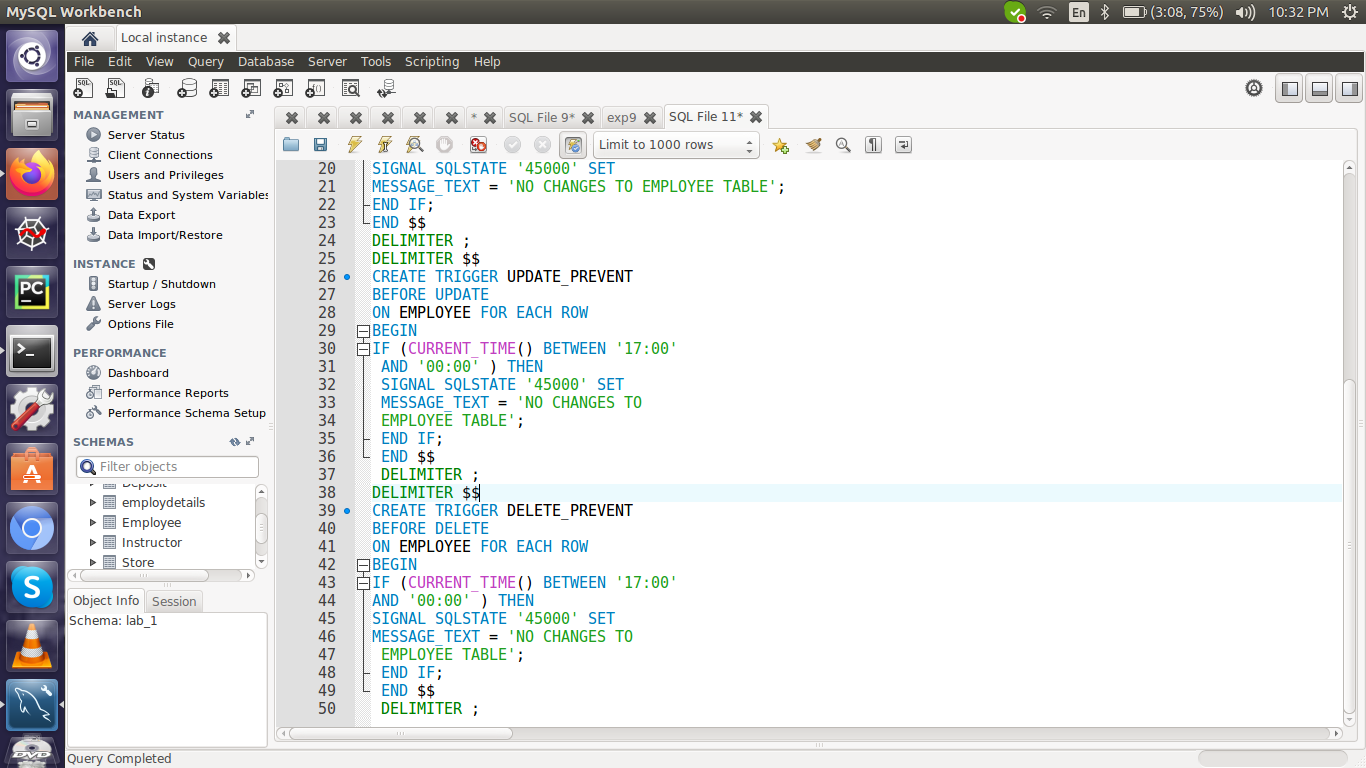 MySQL Workbench
En
(3:08, 75%)
10:32 PM
Local instance
File Edit View Query Database Server Tools Scripting Help
MANAGEMENT
Server Status
Client Connections
Users and Privileges
Status and System Variables
Data Export
Data Import/Restore
INSTANCE
Startup / Shutdown
Server Logs
Options File
PERFORMANCE
Dashboard
Performance Reports
Performance Schema Setup
SCHEMAS
Filter objects
Deposit
employdetails
Employee
Instructor
Store
Object Info Session
Schema: lab_1
* SQL File 9* exp9 SQL File 11*
Limit to 1000 rows
20 SIGNAL SQLSTATE '45000' SET
21 MESSAGE_TEXT = 'NO CHANGES TO EMPLOYEE TABLE';
22 END IF;
23 END $$
24 DELIMITER ;
25 DELIMITER $$
26 CREATE TRIGGER UPDATE_PREVENT
27 BEFORE UPDATE
28 ON EMPLOYEE FOR EACH ROW
29 BEGIN
30 IF (CURRENT_TIME() BETWEEN '17:00'
31 AND '00:00' ) THEN
32 SIGNAL SQLSTATE '45000' SET
33 MESSAGE_TEXT = 'NO CHANGES TO
34 EMPLOYEE TABLE';
35 END IF;
36 END $$
37 DELIMITER ;
38 DELIMITER $$
39 CREATE TRIGGER DELETE_PREVENT
40 BEFORE DELETE
41 ON EMPLOYEE FOR EACH ROW
42 BEGIN
43 IF (CURRENT_TIME() BETWEEN '17:00'
44 AND '00:00' ) THEN
45 SIGNAL SQLSTATE '45000' SET
46 MESSAGE_TEXT = 'NO CHANGES TO
47 EMPLOYEE TABLE';
48 END IF;
49 END $$
50 DELIMITER ;
Query Completed